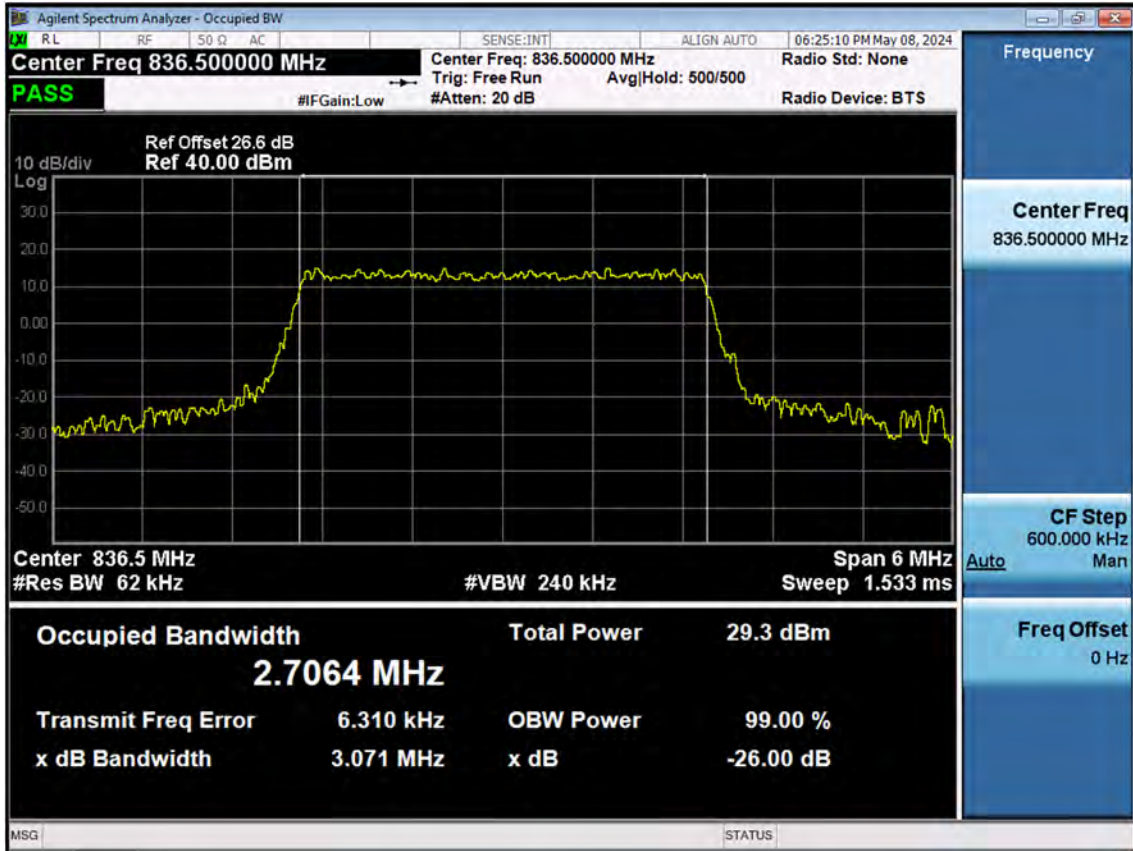 Agilent Spectrum Analyzer - Occupied BW
LXI RL RF 50 Ω AC SENSE:INT ALIGN AUTO 06:25:10 PM May 08, 2024
Center Freq 836.500000 MHz
Center Freq: 836.500000 MHz Radio Std: None
Trig: Free Run Avg|Hold: 500/500
PASS
#IFGain:Low #Atten: 20 dB Radio Device: BTS
Ref Offset 26.6 dB
10 dB/div Ref 40.00 dBm
Log
30.0
20.0
10.0
0.00
-10.0
-20.0
-30.0
-40.0
-50.0
Center 836.5 MHz Span 6 MHz
#Res BW 62 kHz #VBW 240 kHz Sweep 1.533 ms
Occupied Bandwidth Total Power 29.3 dBm
2.7064 MHz
Transmit Freq Error 6.310 kHz OBW Power 99.00 %
x dB Bandwidth 3.071 MHz x dB -26.00 dB
MSG STATUS
Frequency
Center Freq
836.500000 MHz
CF Step
600.000 kHz
Auto Man
Freq Offset
0 Hz